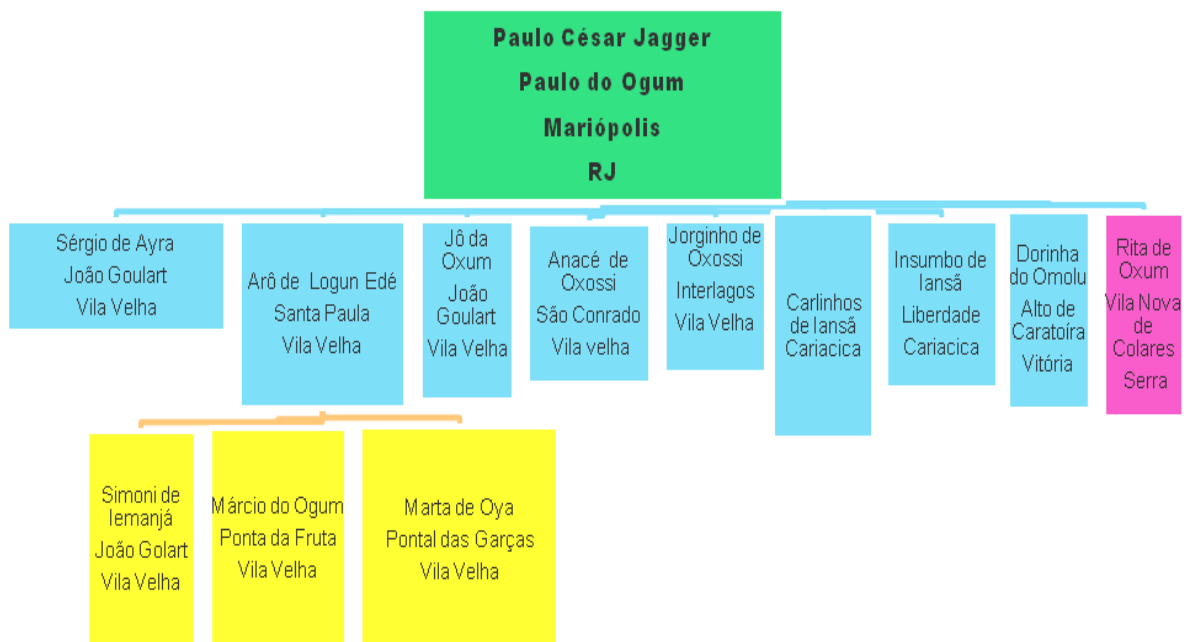 Paulo César Jagger
Paulo do Ogum
Mariópolis
RJ
Sérgio de Ayra
João Goulart
Vila Velha
Arô de Logun Edé
Santa Paula
Vila Velha
Jô da
Oxum
João
Goulart
Vila Velha
Anacé de
Oxossi
São Conrado
Vila velha
Jorginho de
Oxossi
Interlagos
Vila Velha
Carlinhos
de Iansã
Cariacica
Insumbo de
Iansã
Liberdade
Cariacica
Dorinha
do Omolu
Alto de
Caratoíra
Vitória
Rita de
Oxum
Vila Nova
de
Colares
Serra
Simoni de
Iemanjá
João Golart
Vila Velha
Márcio do Ogum
Ponta da Fruta
Vila Velha
Marta de Oya
Pontal das Garças
Vila Velha